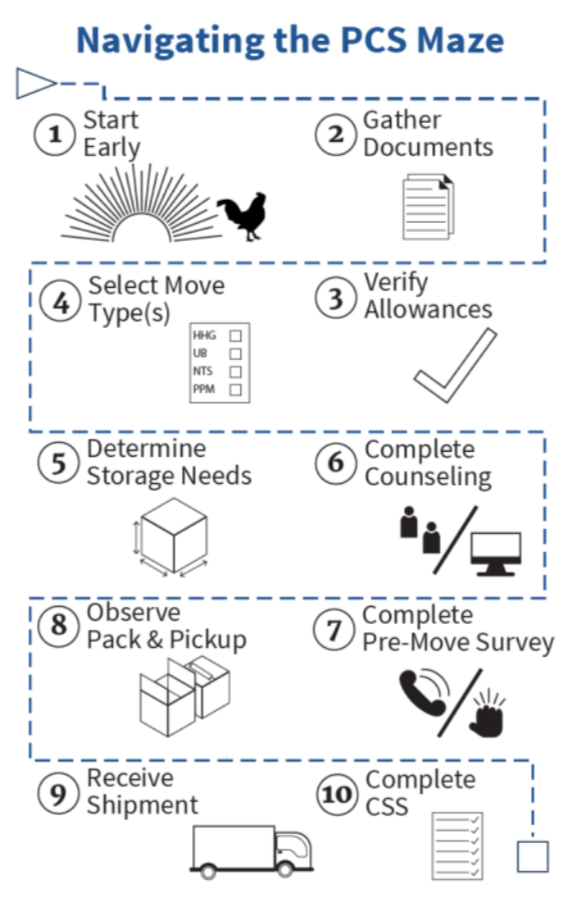 Navigating the PCS Maze
1 Start
Early
2 Gather
Documents
3 Verify
Allowances
4 Select Move
Type(s)
HHG
UB
NTS
PPM
5 Determine
Storage Needs
6 Complete
Counseling
7 Complete
Pre-Move Survey
8 Observe
Pack & Pickup
9 Receive
Shipment
10 Complete
CSS